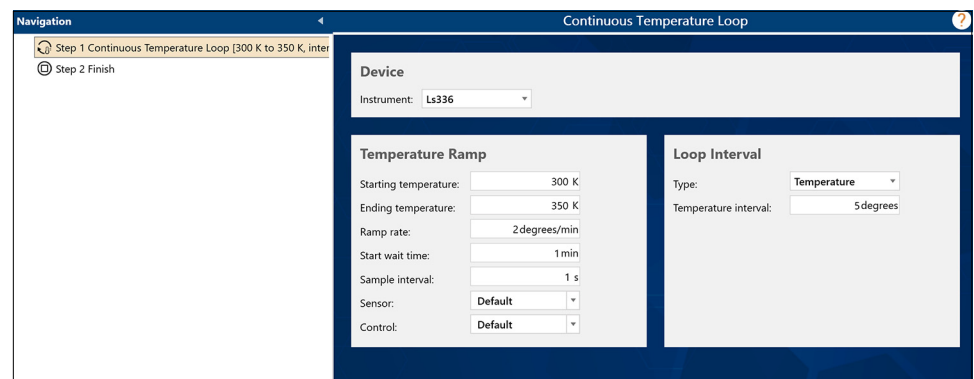 Navigation
Step 1 Continuous Temperature Loop [300 K to 350 K, inter
Step 2 Finish
Continuous Temperature Loop
?
Device
Instrument: Ls336
Temperature Ramp
Starting temperature: 300 K
Ending temperature: 350 K
Ramp rate: 2 degrees/min
Start wait time: 1 min
Sample interval: 1 s
Sensor: Default
Control: Default
Loop Interval
Type: Temperature
Temperature interval: 5 degrees